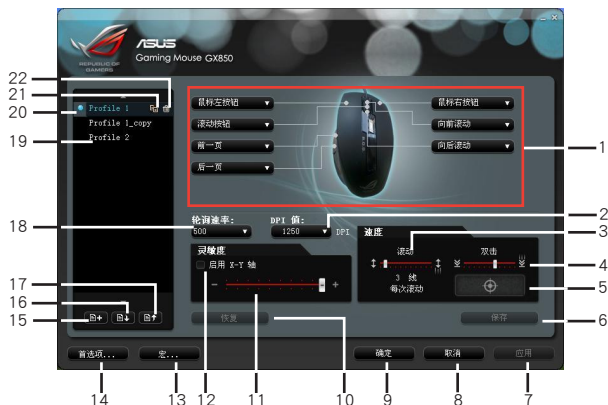 REPUBLIC OF
GAMERS
ASUS
Gaming Mouse GX850
22
21
20
19
18
17
16
15
Profile 1
Profile 1_copy
Profile 2
鼠标左按钮
滚动按钮
前一页
后一页
鼠标右按钮
向前滚动
向后滚动
1
轮询速率:
500
DPI 值:
1250
DPI
2
速度
3
滚动
双击
4
3 线
每次滚动
5
灵敏度
启用 X-Y 轴
- +
恢复
保存
6
首选项...
宏...
确定
取消
应用
14
13
12
11
10
9
8
7